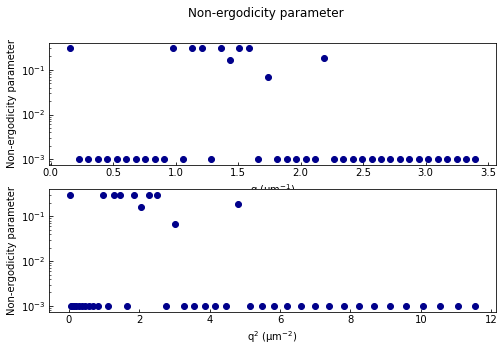 Non-ergodicity parameter
Non-ergodicity parameter
10⁻¹
10⁻²
10⁻³
0.0 0.5 1.0 1.5 2.0 2.5 3.0 3.5
q (μm⁻¹)
Non-ergodicity parameter
10⁻¹
10⁻²
10⁻³
0 2 4 6 8 10 12
q² (μm⁻²)